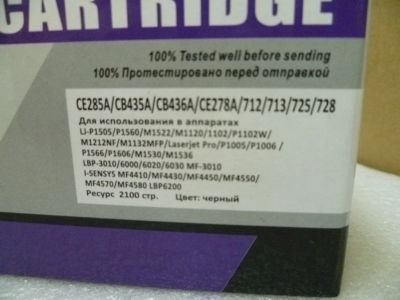 CARTRIDGE
100% Tested well before sending
100% Протестировано перед отправкой
CE285A/CB435A/CB436A/CE278A/712/713/725/728
Для использования в аппаратах
LJ-P1505/P1560/M1522/M1120/1102/P1102W/
M1212NF/M1132MFP/Laserjet Pro/P1005/P1006 /
P1566/P1606/M1530/M1536
LBP-3010/6000/6020/6030 MF-3010
I-SENSYS MF4410/MF4430/MF4450/MF4550/
MF4570/MF4580 LBP6200
Ресурс 2100 стр. Цвет: черный